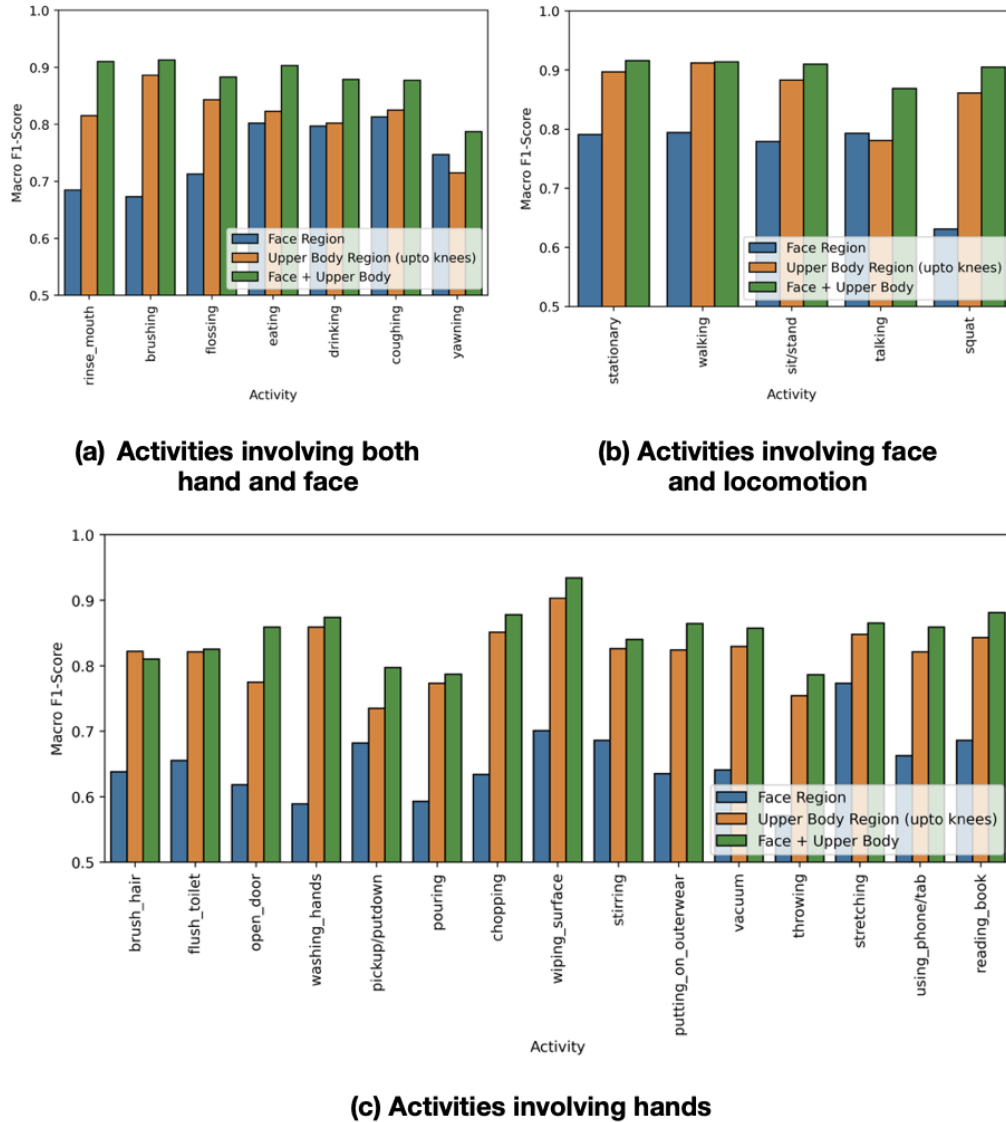 1.0
0.9
0.8
0.7
0.6
0.5
Macro F1-Score
Face Region
Upper Body Region (upto knees)
Face + Upper Body
rinse_mouth
brushing
flossing
eating
drinking
coughing
yawning
Activity
(a) Activities involving both
hand and face
1.0
0.9
0.8
0.7
0.6
0.5
Macro F1-Score
Face Region
Upper Body Region (upto knees)
Face + Upper Body
stationary
walking
sit/stand
talking
squat
Activity
(b) Activities involving face
and locomotion
1.0
0.9
0.8
0.7
0.6
0.5
Macro F1-Score
Face Region
Upper Body Region (upto knees)
Face + Upper Body
brush_hair
flush_toilet
open_door
washing_hands
pickup/putdown
pouring
chopping
wiping_surface
stirring
putting_on_outerwear
vacuum
throwing
stretching
using_phone/tab
reading_book
Activity
(c) Activities involving hands